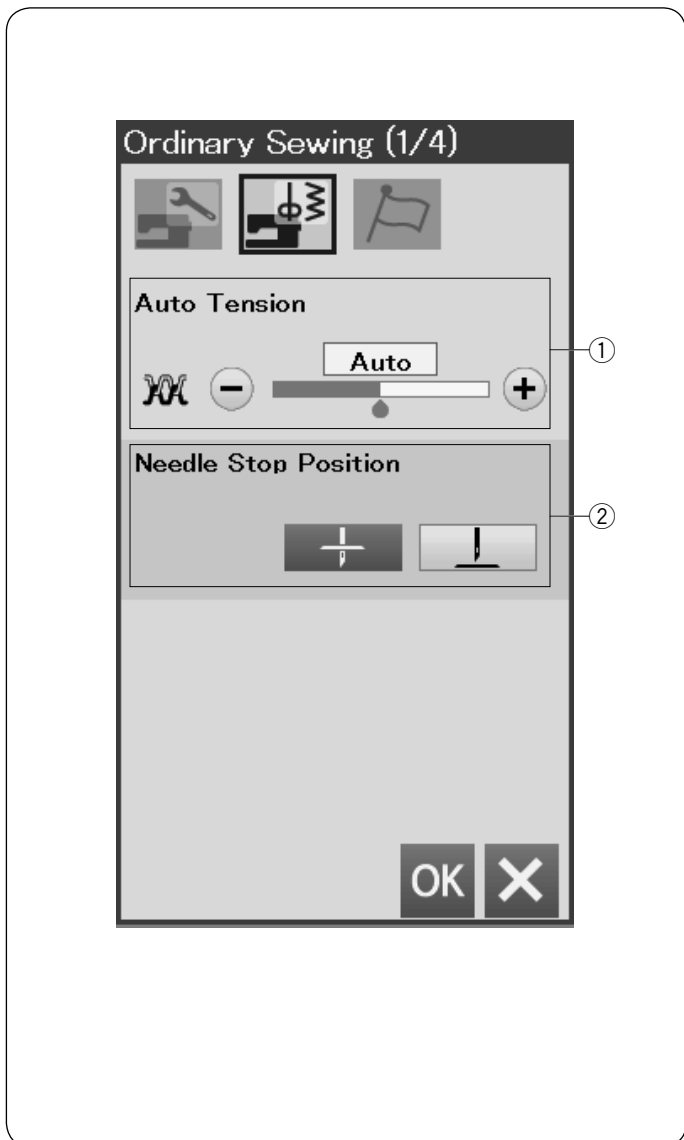 Ordinary Sewing (1/4)
Auto Tension
①
Auto
Needle Stop Position
②
OK